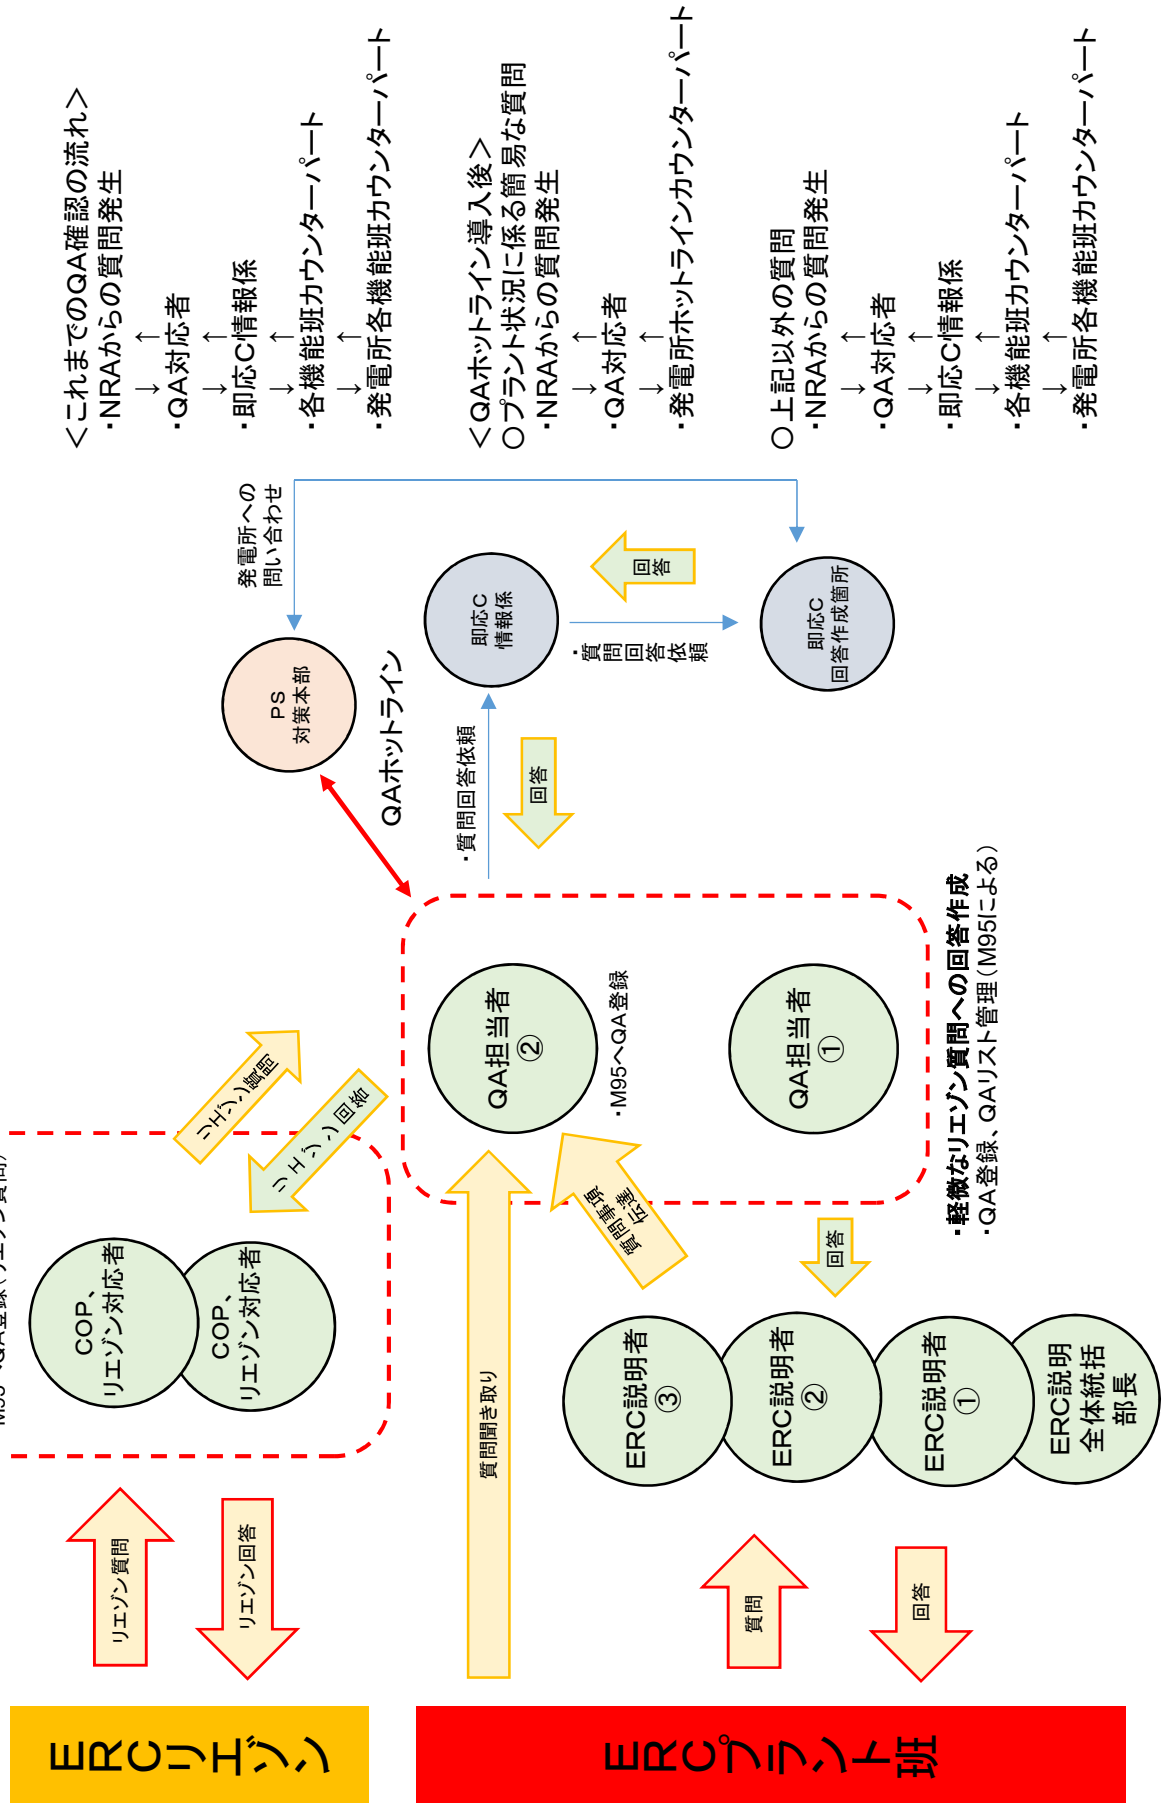 ERCリエゾン
ERCプラント班
リエゾン質問
リエゾン回答
COP、
リエゾン対応者
COP、
リエゾン対応者
リエゾン質問
リエゾン回答
質問聞き取り
質問
回答
ERC説明者
③
ERC説明者
②
ERC説明者
①
ERC説明
全体統括
部長
質問事項
伝達
回答
QA担当者
②
・M95へQA登録
QA担当者
①
・軽微なリエゾン質問への回答作成
・QA登録、QAリスト管理(M95による)
PS
対策本部
QAホットライン
発電所への
問い合わせ
・質問回答依頼
回答
即応C
情報係
・質問回答依頼
回答
即応C
回答作成箇所
<これまでのQA確認の流れ>
・NRAからの質問発生
↓ ↑
・QA対応者
↓ ↑
・即応C情報係
↓ ↑
・各機能班カウンターパート
↓ ↑
・発電所各機能班カウンターパート
<QAホットライン導入後>
○プラント状況に係る簡易な質問
・NRAからの質問発生
↓ ↑
・QA対応者
↓ ↑
・発電所ホットラインカウンターパート
○上記以外の質問
・NRAからの質問発生
↓ ↑
・QA対応者
↓ ↑
・即応C情報係
↓ ↑
・各機能班カウンターパート
↓ ↑
・発電所各機能班カウンターパート